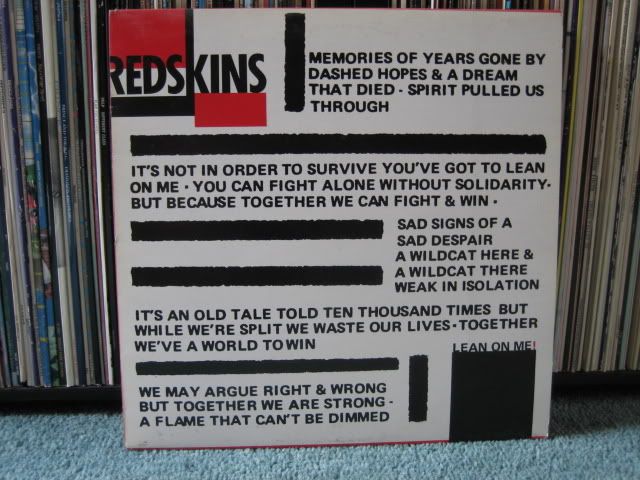 REDSKINS
MEMORIES OF YEARS GONE BY
DASHED HOPES & A DREAM
THAT DIED - SPIRIT PULLED US
THROUGH
IT'S NOT IN ORDER TO SURVIVE YOU'VE GOT TO LEAN
ON ME • YOU CAN FIGHT ALONE WITHOUT SOLIDARITY•
BUT BECAUSE TOGETHER WE CAN FIGHT & WIN •
SAD SIGNS OF A
SAD DESPAIR
A WILDCAT HERE &
A WILDCAT THERE
WEAK IN ISOLATION
IT'S AN OLD TALE TOLD TEN THOUSAND TIMES BUT
WHILE WE'RE SPLIT WE WASTE OUR LIVES • TOGETHER
WE'VE A WORLD TO WIN
LEAN ON ME!
WE MAY ARGUE RIGHT & WRONG
BUT TOGETHER WE ARE STRONG -
A FLAME THAT CAN'T BE DIMMED